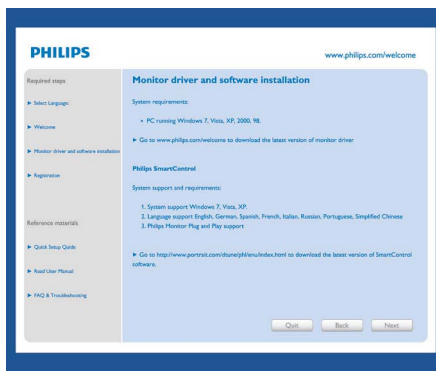 PHILIPS
www.philips.com/welcome
Required steps
Select Language
Welcome
Monitor driver and software installation
Registration
Reference materials
Quick Setup Guide
Read User Manual
FAQ & Troubleshooting
Monitor driver and software installation
System requirements:
• PC running Windows 7, Vista, XP, 2000, 98.
Go to www.philips.com/welcome to download the latest version of monitor driver
Philips SmartControl
System support and requirements:
1. System support Windows 7, Vista, XP.
2. Language support English, German, Spanish, French, Italian, Russian, Portuguese, Simplified Chinese
3. Philips Monitor Plug and Play support
Go to http://www.portrait.com/dtune/phl/enu/index.html to download the latest version of SmartControl
software.
Quit
Back
Next